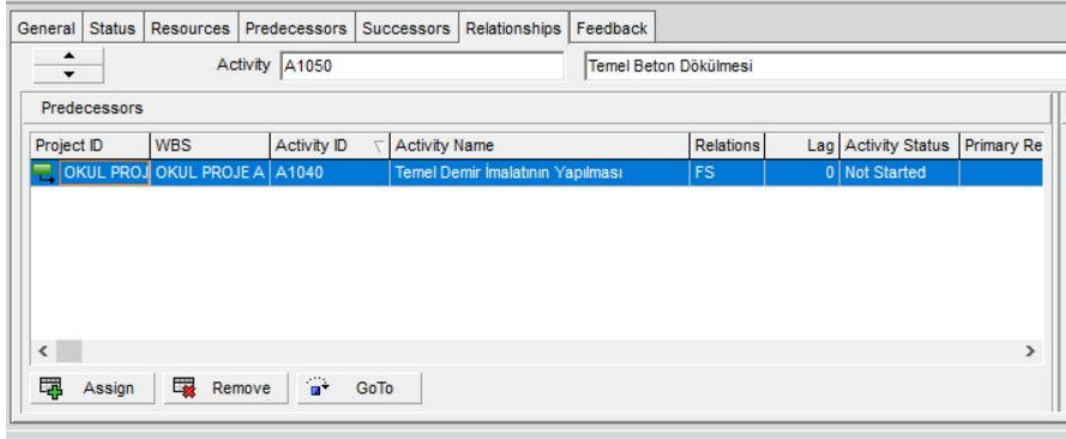 General Status Resources Predecessors Successors Relationships Feedback
Activity A1050 Temel Beton Dökülmesi
Predecessors
Project ID WBS Activity ID Activity Name Relations Lag Activity Status Primary Re
OKUL PROJ OKUL PROJE A A1040 Temel Demir İmalatının Yapılması FS 0 Not Started
Assign Remove GoTo